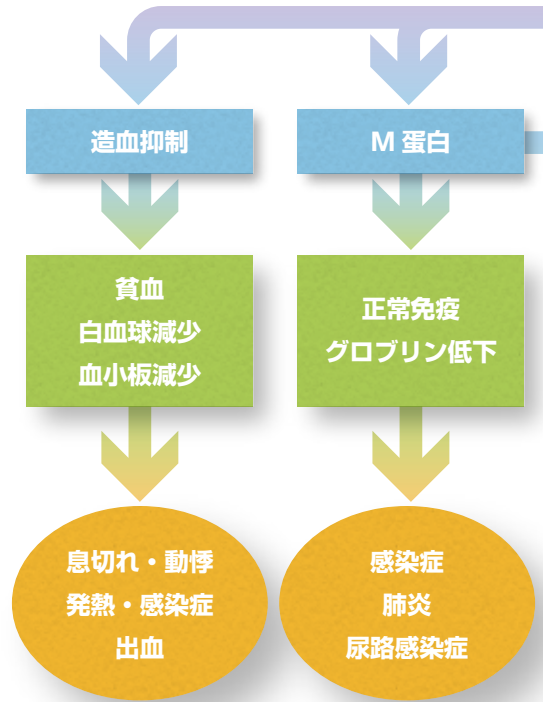 造血抑制
M 蛋白
貧血
白血球減少
血小板減少
正常免疫
グロブリン低下
息切れ・動悸
発熱・感染症
出血
感染症
肺炎
尿路感染症